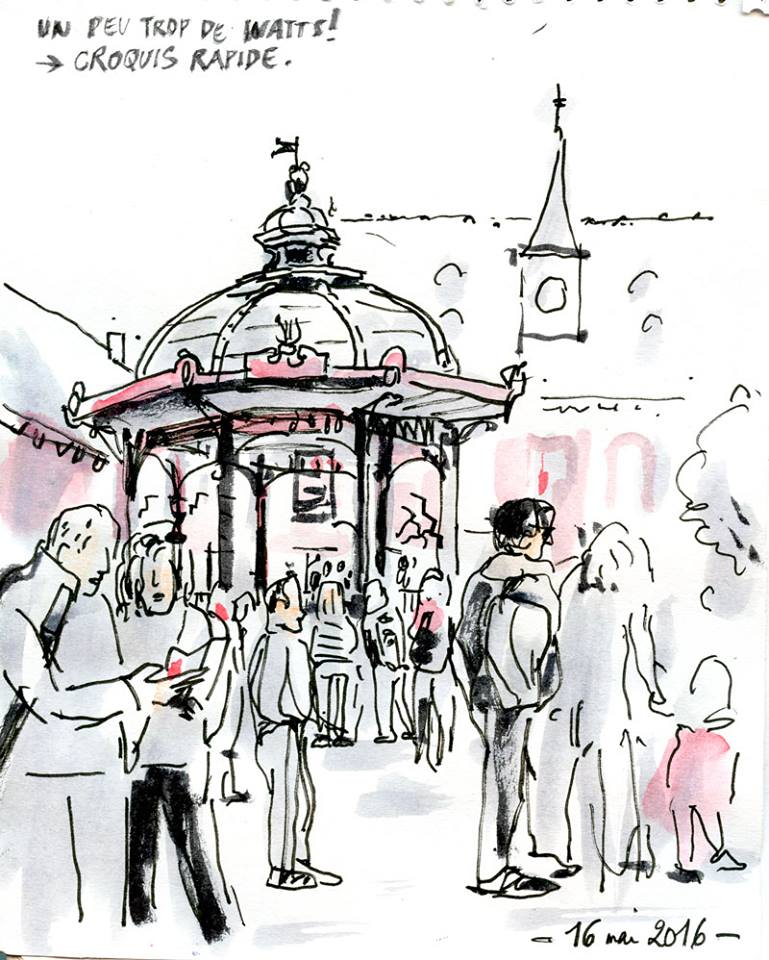 UN PEU TROP DE WATTS!
→ CROQUIS RAPIDE.
- 16 mai 2016 -